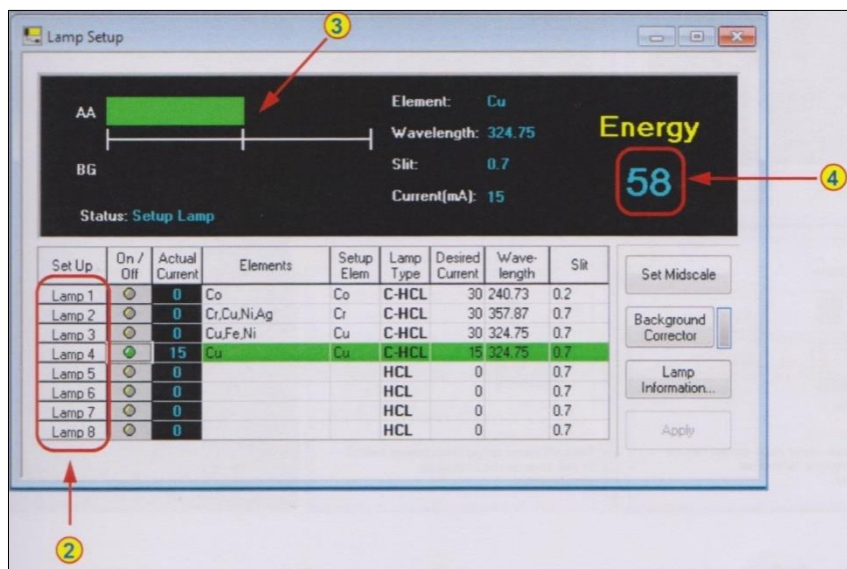 Lamp Setup
3
AA
BG
Status: Setup Lamp
Element: Cu
Wavelength: 324.75
Slit: 0.7
Current(mA): 15
Energy
58
4
Set Up On / Off Actual Current Elements Setup Elem Lamp Type Desired Current Wave- length Slit
Lamp 1 0 Co Co C-HCL 30 240.73 0.2
Lamp 2 0 Cr,Cu,Ni,Ag Cr C-HCL 30 357.87 0.7
Lamp 3 0 Cu,Fe,Ni Cu C-HCL 30 324.75 0.7
Lamp 4 15 Cu Cu C-HCL 15 324.75 0.7
Lamp 5 0 HCL 0 0.7
Lamp 6 0 HCL 0 0.7
Lamp 7 0 HCL 0 0.7
Lamp 8 0 HCL 0 0.7
Set Midscale
Background
Corrector
Lamp
Information...
Apply
2